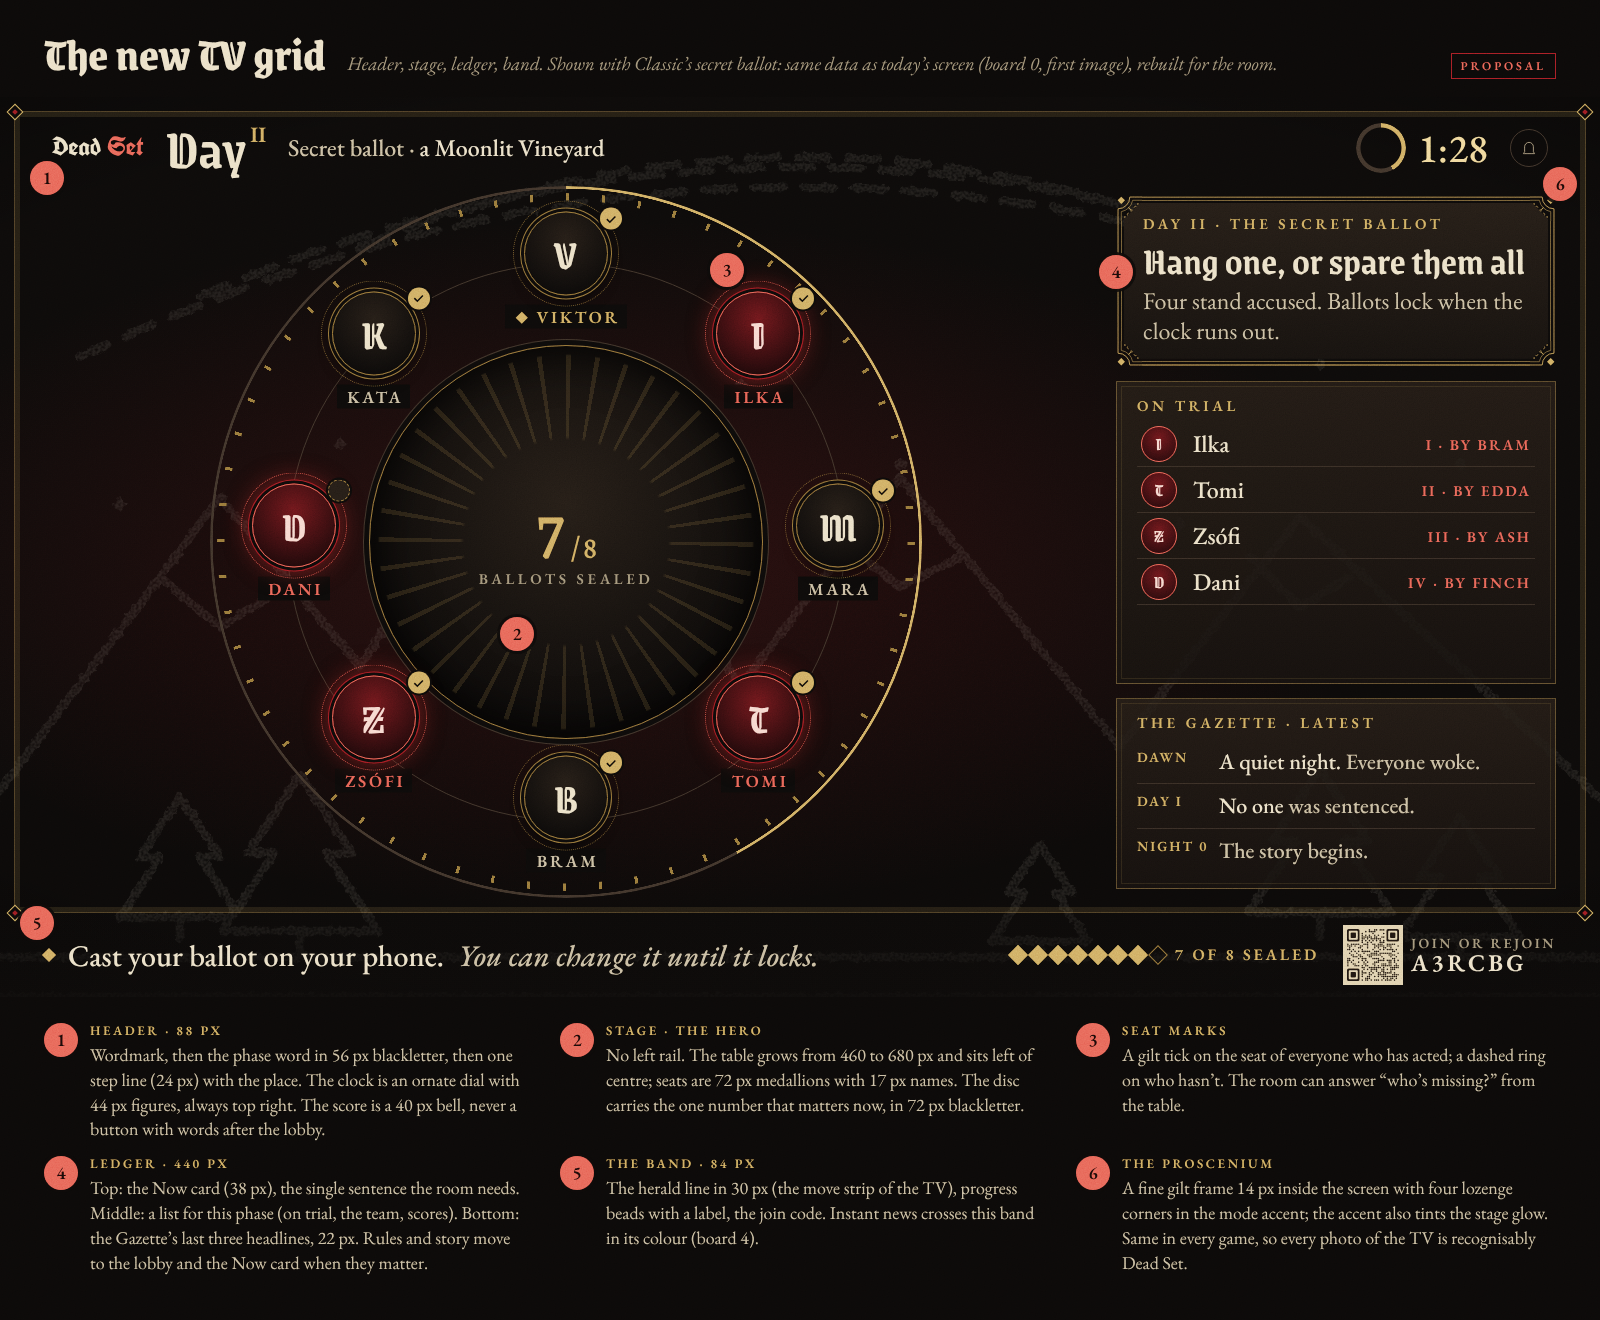 The new TV grid
Header, stage, ledger, band. Shown with Classic's secret ballot: same data as today's screen (board 0, first image), rebuilt for the room.
PROPOSAL
Dead Set
Day II
Secret ballot · a Moonlit Vineyard
1:28
1
6
V
VIKTOR
3
K
KATA
I
ILKA
D
DANI
M
MARA
7/8
BALLOTS SEALED
2
Z
ZSÓFI
T
TOMI
B
BRAM
4
DAY II · THE SECRET BALLOT
Hang one, or spare them all
Four stand accused. Ballots lock when the
clock runs out.
ON TRIAL
I Ilka I · BY BRAM
T Tomi II · BY EDDA
Z Zsófi III · BY ASH
D Dani IV · BY FINCH
THE GAZETTE · LATEST
DAWN A quiet night. Everyone woke.
DAY I No one was sentenced.
NIGHT 0 The story begins.
5
Cast your ballot on your phone. You can change it until it locks.
7 OF 8 SEALED
JOIN OR REJOIN
A3RCBG
1
HEADER · 88 PX
Wordmark, then the phase word in 56 px blackletter, then one
step line (24 px) with the place. The clock is an ornate dial with
44 px figures, always top right. The score is a 40 px bell, never a
button with words after the lobby.
2
STAGE · THE HERO
No left rail. The table grows from 460 to 680 px and sits left of
centre; seats are 72 px medallions with 17 px names. The disc
carries the one number that matters now, in 72 px blackletter.
3
SEAT MARKS
A gilt tick on the seat of everyone who has acted; a dashed ring
on who hasn't. The room can answer “who's missing?” from
the table.
4
LEDGER · 440 PX
Top: the Now card (38 px), the single sentence the room needs.
Middle: a list for this phase (on trial, the team, scores). Bottom:
the Gazette's last three headlines, 22 px. Rules and story move
to the lobby and the Now card when they matter.
5
THE BAND · 84 PX
The herald line in 30 px (the move strip of the TV), progress
beads with a label, the join code. Instant news crosses this band
in its colour (board 4).
6
THE PROSCENIUM
A fine gilt frame 14 px inside the screen with four lozenge
corners in the mode accent; the accent also tints the stage glow.
Same in every game, so every photo of the TV is recognisably
Dead Set.